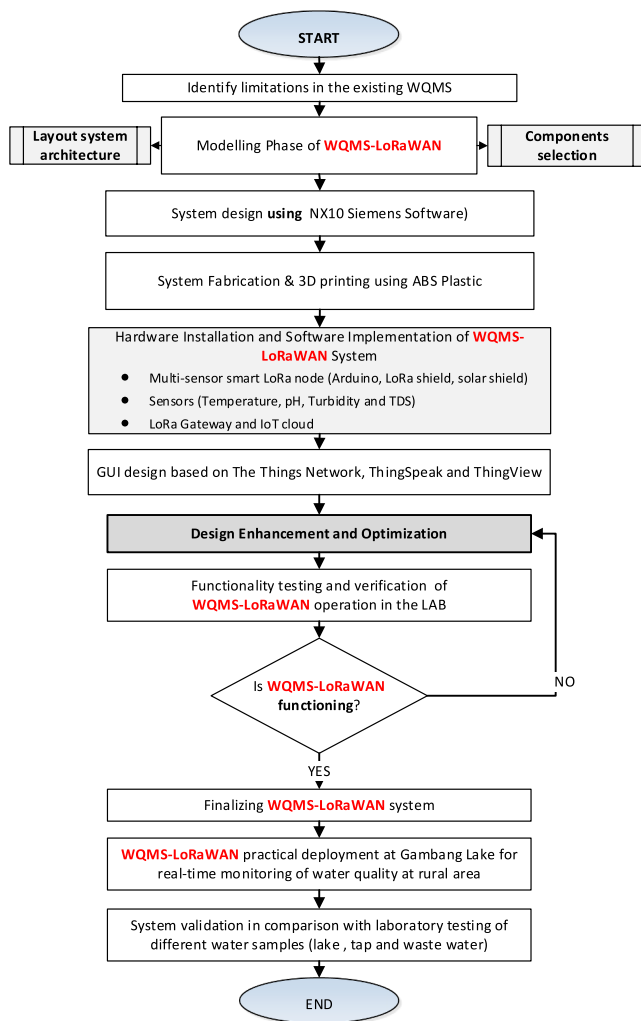 START
Identify limitations in the existing WQMS
Layout system
architecture
Modelling Phase of WQMS-LoRaWAN
Components
selection
System design using NX10 Siemens Software)
System Fabrication & 3D printing using ABS Plastic
Hardware Installation and Software Implementation of WQMS-
LoRaWAN System
● Multi-sensor smart LoRa node (Arduino, LoRa shield, solar shield)
● Sensors (Temperature, pH, Turbidity and TDS)
● LoRa Gateway and IoT cloud
GUI design based on The Things Network, ThingSpeak and ThingView
Design Enhancement and Optimization
Functionality testing and verification of
WQMS-LoRaWAN operation in the LAB
Is WQMS-LoRaWAN
functioning?
NO
YES
Finalizing WQMS-LoRaWAN system
WQMS-LoRaWAN practical deployment at Gambang Lake for
real-time monitoring of water quality at rural area
System validation in comparison with laboratory testing of
different water samples (lake , tap and waste water)
END